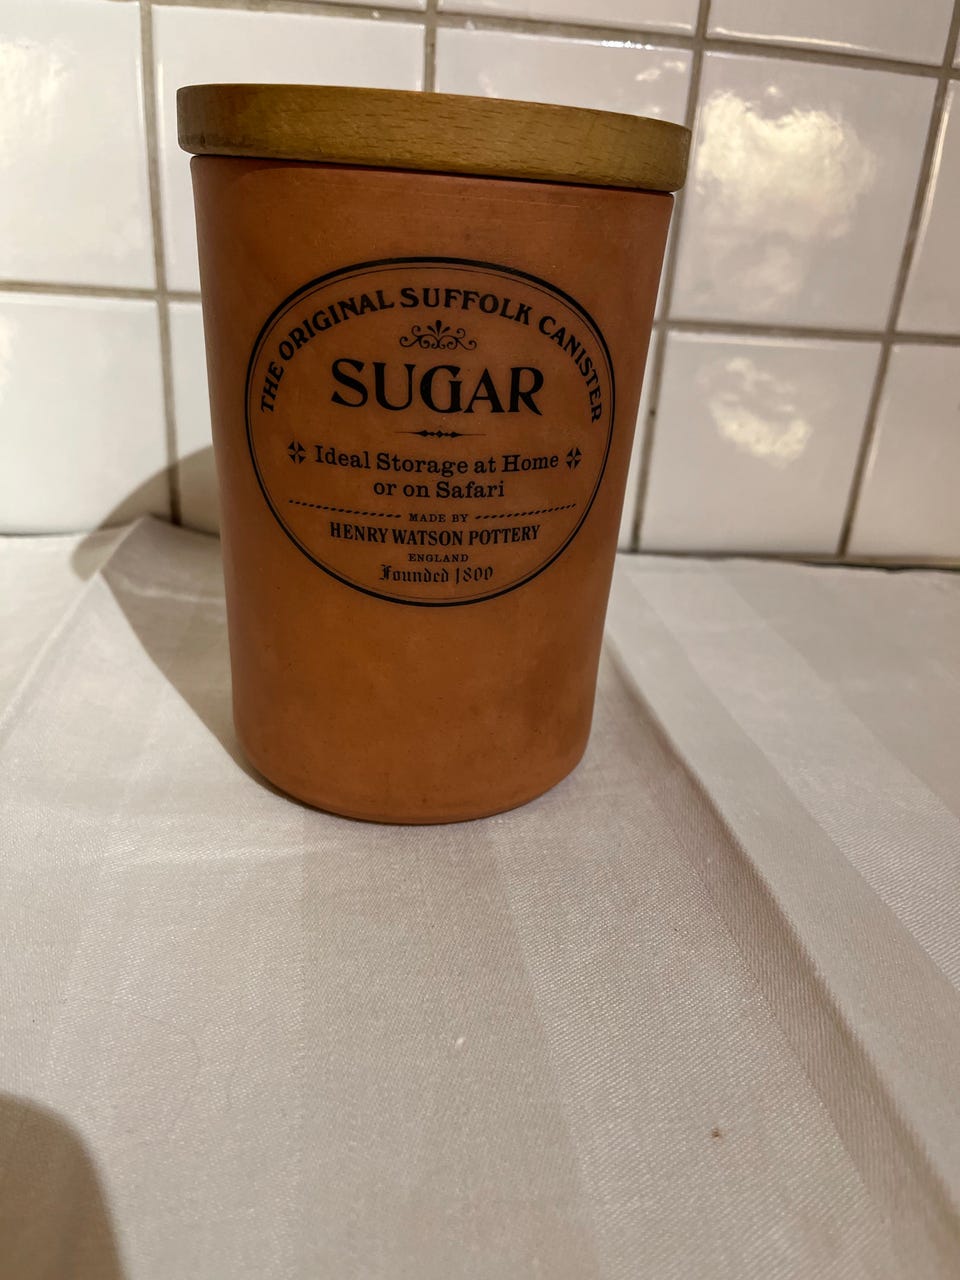 THE ORIGINAL SUFFOLK CANISTER
SUGAR
Ideal Storage at Home
or on Safari
MADE BY
HENRY WATSON POTTERY
ENGLAND
Founded 1800